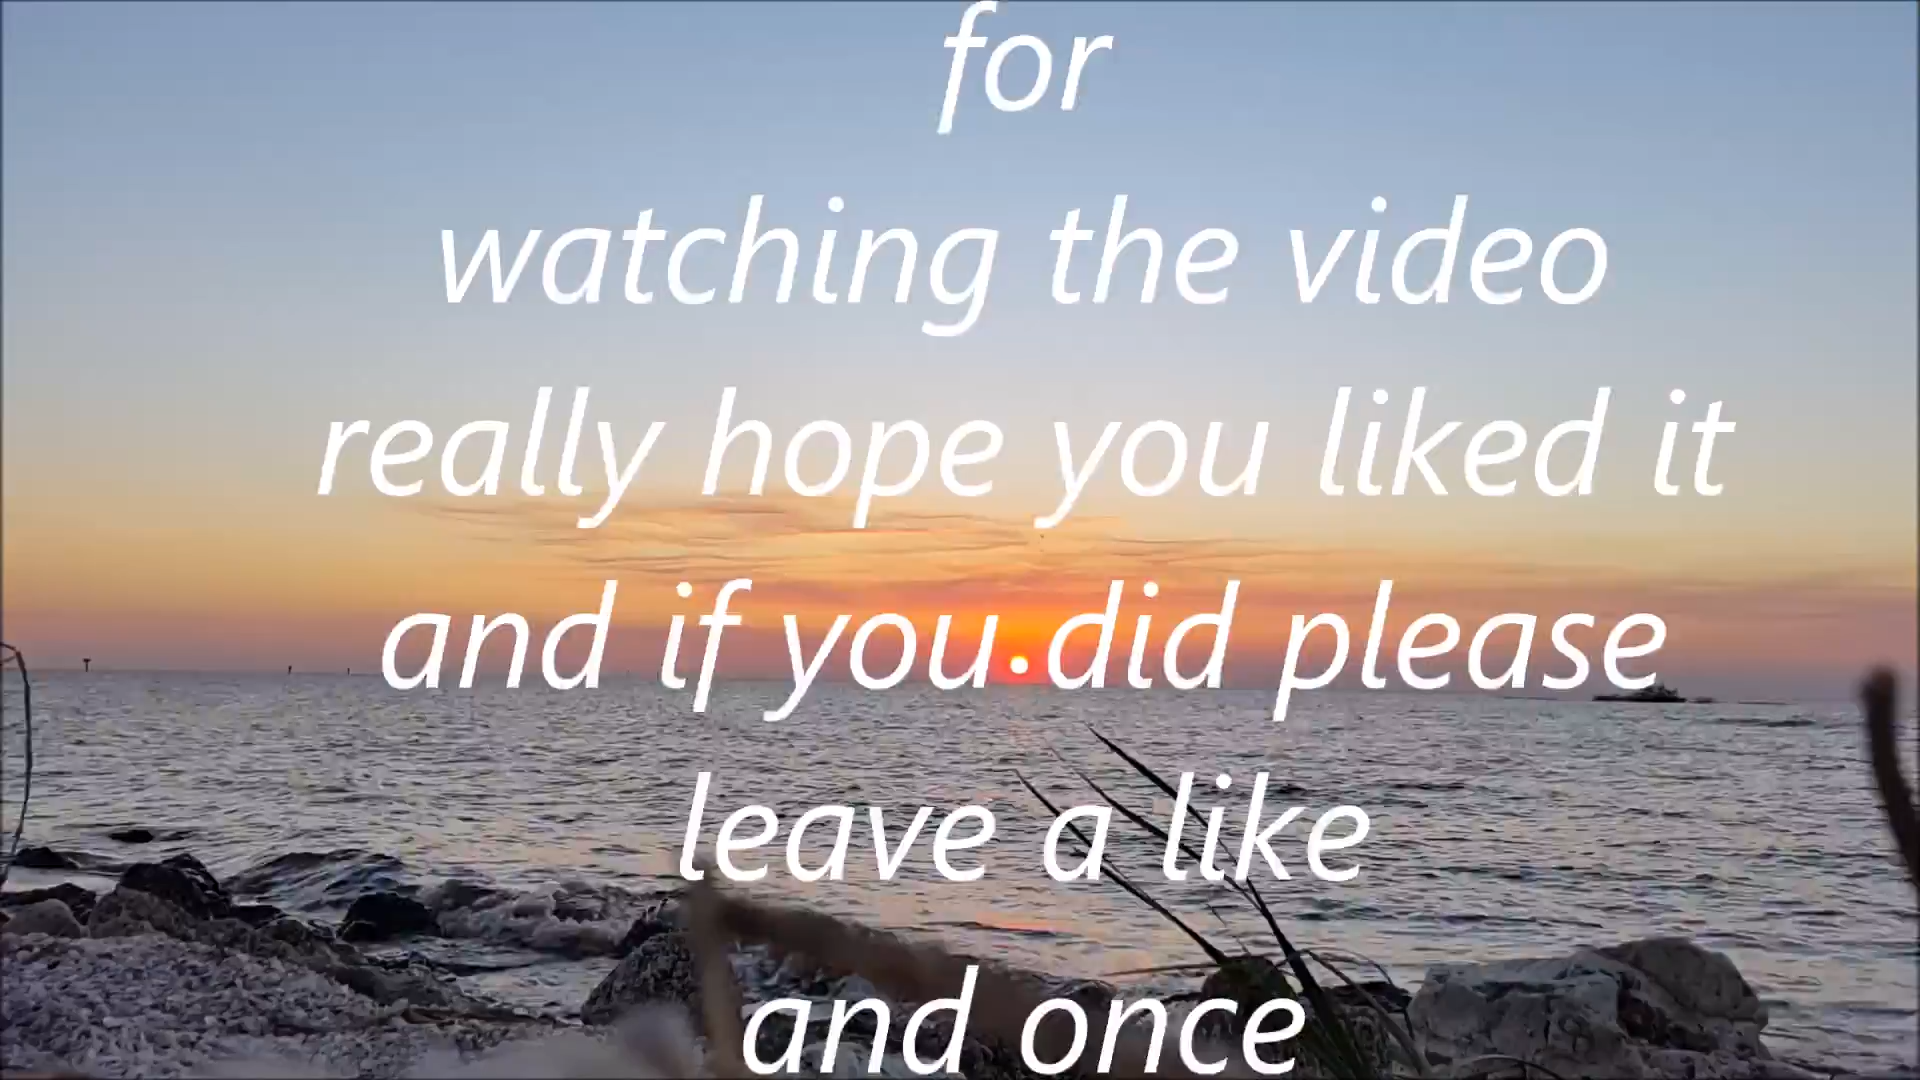 for
watching the video
really hope you liked it
and if you did please
leave a like
and once